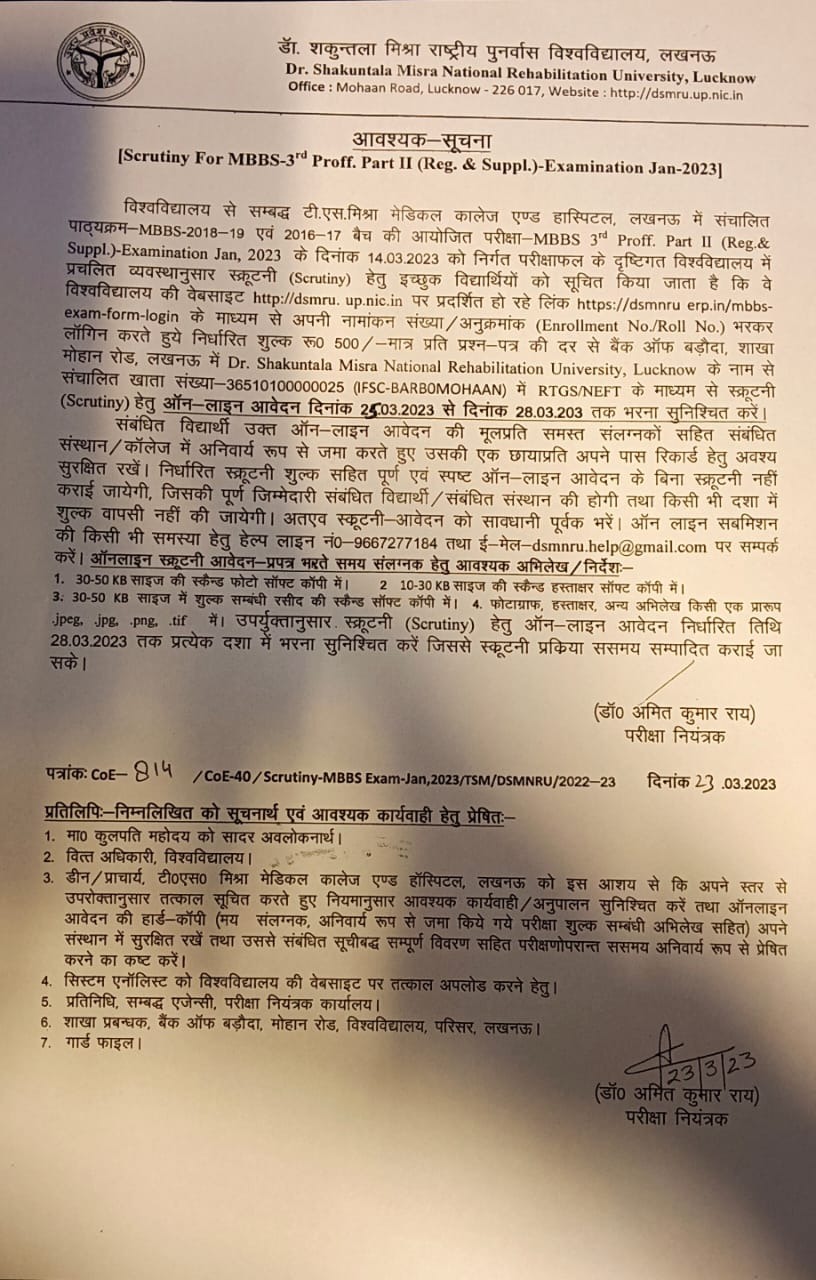 उत्तर प्रदेश सरकार
डॉ. शकुन्तला मिश्रा राष्ट्रीय पुनर्वास विश्वविद्यालय, लखनऊ
Dr. Shakuntala Misra National Rehabilitation University, Lucknow
Office : Mohaan Road, Lucknow - 226 017, Website : http://dsmru.up.nic.in
आवश्यक–सूचना
[Scrutiny For MBBS-3rd Proff. Part II (Reg. & Suppl.)-Examination Jan-2023]
विश्वविद्यालय से सम्बद्ध टी.एस.मिश्रा मेडिकल कालेज एण्ड हास्पिटल, लखनऊ में संचालित
पाठ्यक्रम–MBBS-2018–19 एवं 2016–17 बैच की आयोजित परीक्षा–MBBS 3rd Proff. Part II (Reg.&
Suppl.)-Examination Jan, 2023 के दिनांक 14.03.2023 को निर्गत परीक्षाफल के दृष्टिगत विश्वविद्यालय में
प्रचलित व्यवस्थानुसार स्क्रूटनी (Scrutiny) हेतु इच्छुक विद्यार्थियों को सूचित किया जाता है कि वे
विश्वविद्यालय की वेबसाइट http://dsmru. up.nic.in पर प्रदर्शित हो रहे लिंक https://dsmnru erp.in/mbbs-
exam-form-login के माध्यम से अपनी नामांकन संख्या/अनुक्रमांक (Enrollment No./Roll No.) भरकर
लॉगिन करते हुये निर्धारित शुल्क रू0 500/–मात्र प्रति प्रश्न–पत्र की दर से बैंक ऑफ बड़ौदा, शाखा
मोहान रोड, लखनऊ में Dr. Shakuntala Misra National Rehabilitation University, Lucknow के नाम से
संचालित खाता संख्या–36510100000025 (IFSC-BARB0MOHAAN) में RTGS/NEFT के माध्यम से स्क्रूटनी
(Scrutiny) हेतु ऑन–लाइन आवेदन दिनांक 25.03.2023 से दिनांक 28.03.203 तक भरना सुनिश्चित करें।
संबंधित विद्यार्थी उक्त ऑन–लाइन आवेदन की मूलप्रति समस्त संलग्नकों सहित संबंधित
संस्थान/कॉलेज में अनिवार्य रूप से जमा करते हुए उसकी एक छायाप्रति अपने पास रिकार्ड हेतु अवश्य
सुरक्षित रखें। निर्धारित स्क्रूटनी शुल्क सहित पूर्ण एवं स्पष्ट ऑन–लाइन आवेदन के बिना स्क्रूटनी नहीं
कराई जायेगी, जिसकी पूर्ण जिम्मेदारी संबंधित विद्यार्थी/संबंधित संस्थान की होगी तथा किसी भी दशा में
शुल्क वापसी नहीं की जायेगी। अतएव स्क्रूटनी–आवेदन को सावधानी पूर्वक भरें। ऑन लाइन सबमिशन
की किसी भी समस्या हेतु हेल्प लाइन नं0–9667277184 तथा ई–मेल–dsmnru.help@gmail.com पर सम्पर्क
करें। ऑनलाइन स्क्रूटनी आवेदन–प्रपत्र भरते समय संलग्नक हेतु आवश्यक अभिलेख/निर्देशः–
1. 30-50 KB साइज की स्कैन्ड फोटो सॉफ्ट कॉपी में। 2 10-30 KB साइज की स्कैन्ड हस्ताक्षर सॉफ्ट कॉपी में।
3. 30-50 KB साइज में शुल्क सम्बंधी रसीद की स्कैन्ड सॉफ्ट कॉपी में। 4. फोटोग्राफ, हस्ताक्षर, अन्य अभिलेख किसी एक प्रारूप
.jpeg, .jpg, .png, .tif में। उपर्युक्तानुसार स्क्रूटनी (Scrutiny) हेतु ऑन–लाइन आवेदन निर्धारित तिथि
28.03.2023 तक प्रत्येक दशा में भरना सुनिश्चित करें जिससे स्क्रूटनी प्रकिया ससमय सम्पादित कराई जा
सके।
(डॉ0 अमित कुमार राय)
परीक्षा नियंत्रक
पत्रांकः CoE– 814 /CoE-40/Scrutiny-MBBS Exam-Jan,2023/TSM/DSMNRU/2022–23 दिनांक 23 .03.2023
प्रतिलिपिः–निम्नलिखित को सूचनार्थ एवं आवश्यक कार्यवाही हेतु प्रेषितः–
1. मा0 कुलपति महोदय को सादर अवलोकनार्थ।
2. वित्त अधिकारी, विश्वविद्यालय।
3. डीन/प्राचार्य, टी0एस0 मिश्रा मेडिकल कालेज एण्ड हॉस्पिटल, लखनऊ को इस आशय से कि अपने स्तर से
उपरोक्तानुसार तत्काल सूचित करते हुए नियमानुसार आवश्यक कार्यवाही/अनुपालन सुनिश्चित करें तथा ऑनलाइन
आवेदन की हार्ड–कॉपी (मय संलग्नक, अनिवार्य रूप से जमा किये गये परीक्षा शुल्क सम्बंधी अभिलेख सहित) अपने
संस्थान में सुरक्षित रखें तथा उससे संबंधित सूचीबद्ध सम्पूर्ण विवरण सहित परीक्षणोपरान्त ससमय अनिवार्य रूप से प्रेषित
करने का कष्ट करें।
4. सिस्टम एनॉलिस्ट को विश्वविद्यालय की वेबसाइट पर तत्काल अपलोड करने हेतु।
5. प्रतिनिधि, सम्बद्ध एजेन्सी, परीक्षा नियंत्रक कार्यालय।
6. शाखा प्रबन्धक, बैंक ऑफ बड़ौदा, मोहान रोड, विश्वविद्यालय, परिसर, लखनऊ।
7. गार्ड फाइल।
23/3/23
(डॉ0 अमित कुमार राय)
परीक्षा नियंत्रक